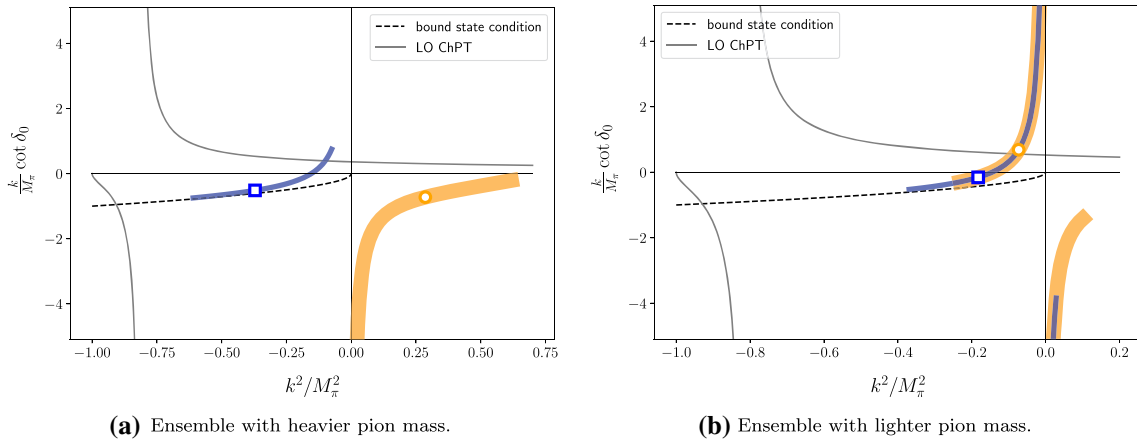 bound state condition
LO ChPT
4
2
0
−2
−4
k/Mπ cot δ0
−1.00 −0.75 −0.50 −0.25 0.00 0.25 0.50 0.75
k²/Mπ²
(a) Ensemble with heavier pion mass.
bound state condition
LO ChPT
4
2
0
−2
−4
k/Mπ cot δ0
−1.0 −0.8 −0.6 −0.4 −0.2 0.0 0.2
k²/Mπ²
(b) Ensemble with lighter pion mass.